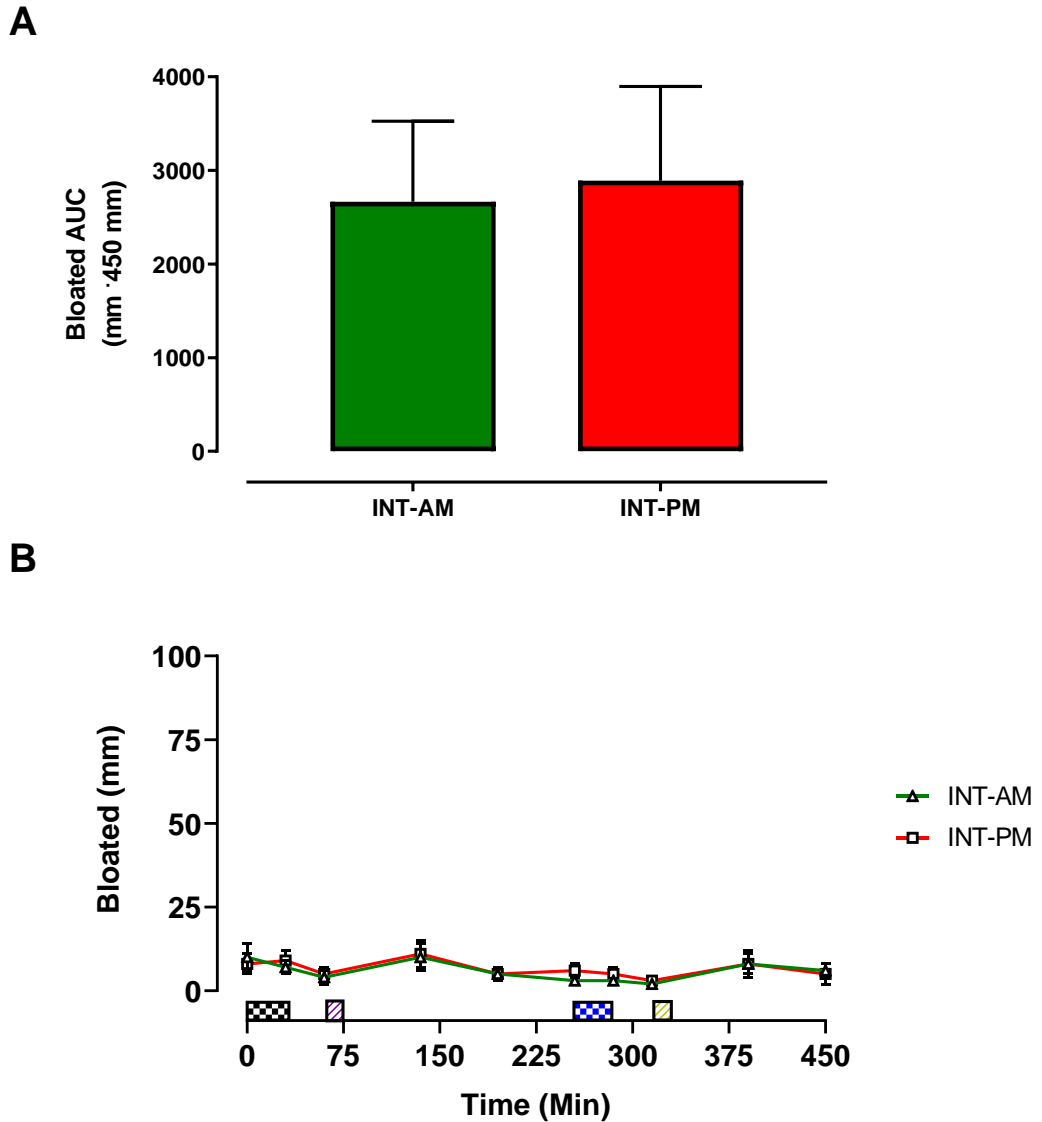 A
4000
3000
2000
1000
0
Bloated AUC
(mm ˙450 mm)
INT-AM
INT-PM
B
100
75
50
25
0
Bloated (mm)
0 75 150 225 300 375 450
Time (Min)
INT-AM
INT-PM